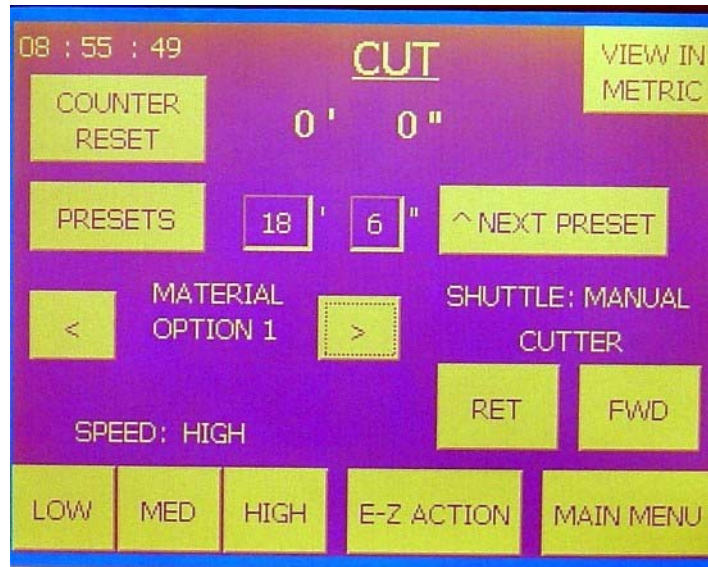 08 : 55 : 49
CUT
VIEW IN
METRIC
COUNTER
RESET
0 ' 0 "
PRESETS
18 ' 6 "
^ NEXT PRESET
MATERIAL
OPTION 1
<
>
SHUTTLE: MANUAL
CUTTER
RET
FWD
SPEED: HIGH
LOW
MED
HIGH
E-Z ACTION
MAIN MENU